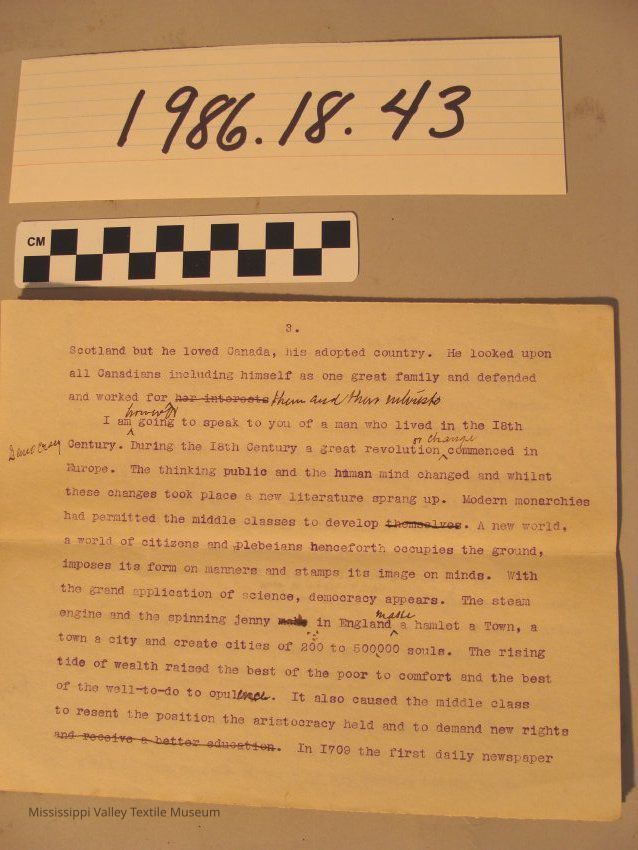 1986.18.43
CM
3.
Scotland but he loved Canada, his adopted country. He looked upon
all Canadians including himself as one great family and defended
and worked for her interests them and their
however
I am going to speak to you of a man who lived in the I8th
or change
Century. During the I8th Century a great revolution commenced in
Europe. The thinking public and the human mind changed and whilst
these changes took place a new literature sprang up. Modern monarchies
had permitted the middle classes to develop themselves. A new world,
a world of citizens and plebeians henceforth occupies the ground,
imposes its form on manners and stamps its image on minds. With
the grand application of science, democracy appears. The steam
make
engine and the spinning jenny made in England a hamlet a Town, a
town a city and create cities of 200 to 500000 souls. The rising
tide of wealth raised the best of the poor to comfort and the best
of the well-to-do to opulence. It also caused the middle class
to resent the position the aristocracy held and to demand new rights
and receive a better education. In I709 the first daily newspaper
Mississippi Valley Textile Museum